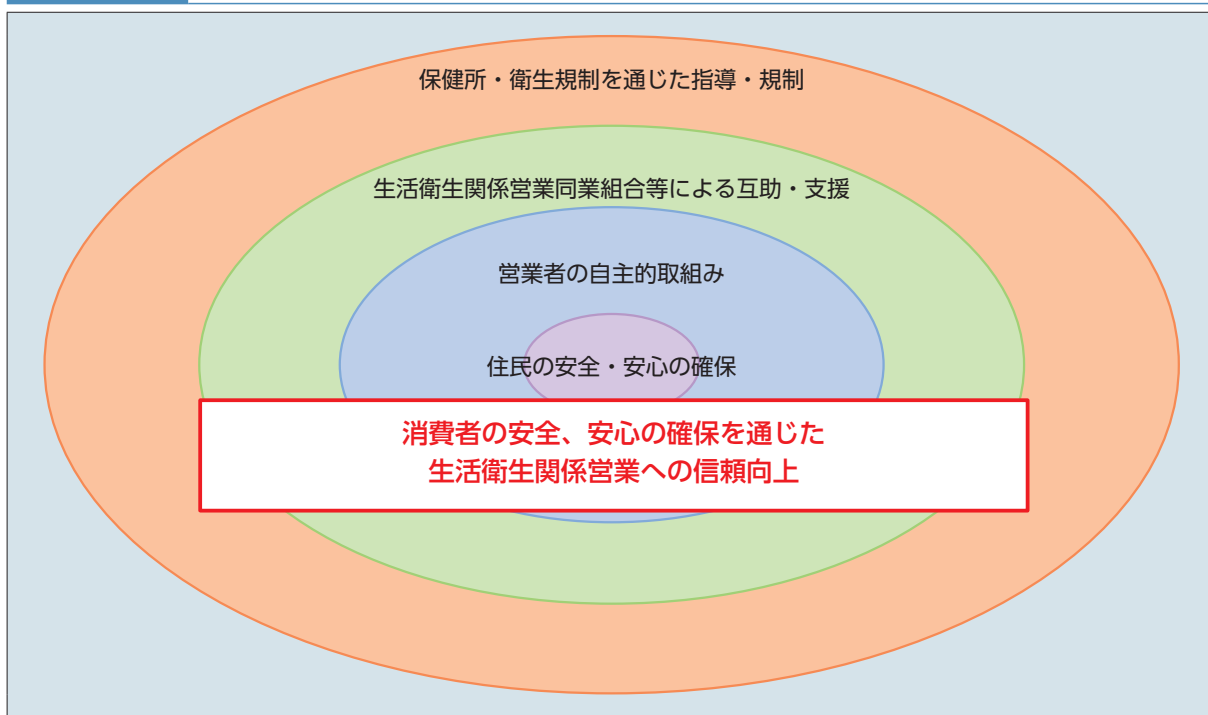 保健所・衛生規制を通じた指導・規制
生活衛生関係営業同業組合等による互助・支援
営業者の自主的取組み
住民の安全・安心の確保
消費者の安全、安心の確保を通じた
生活衛生関係営業への信頼向上